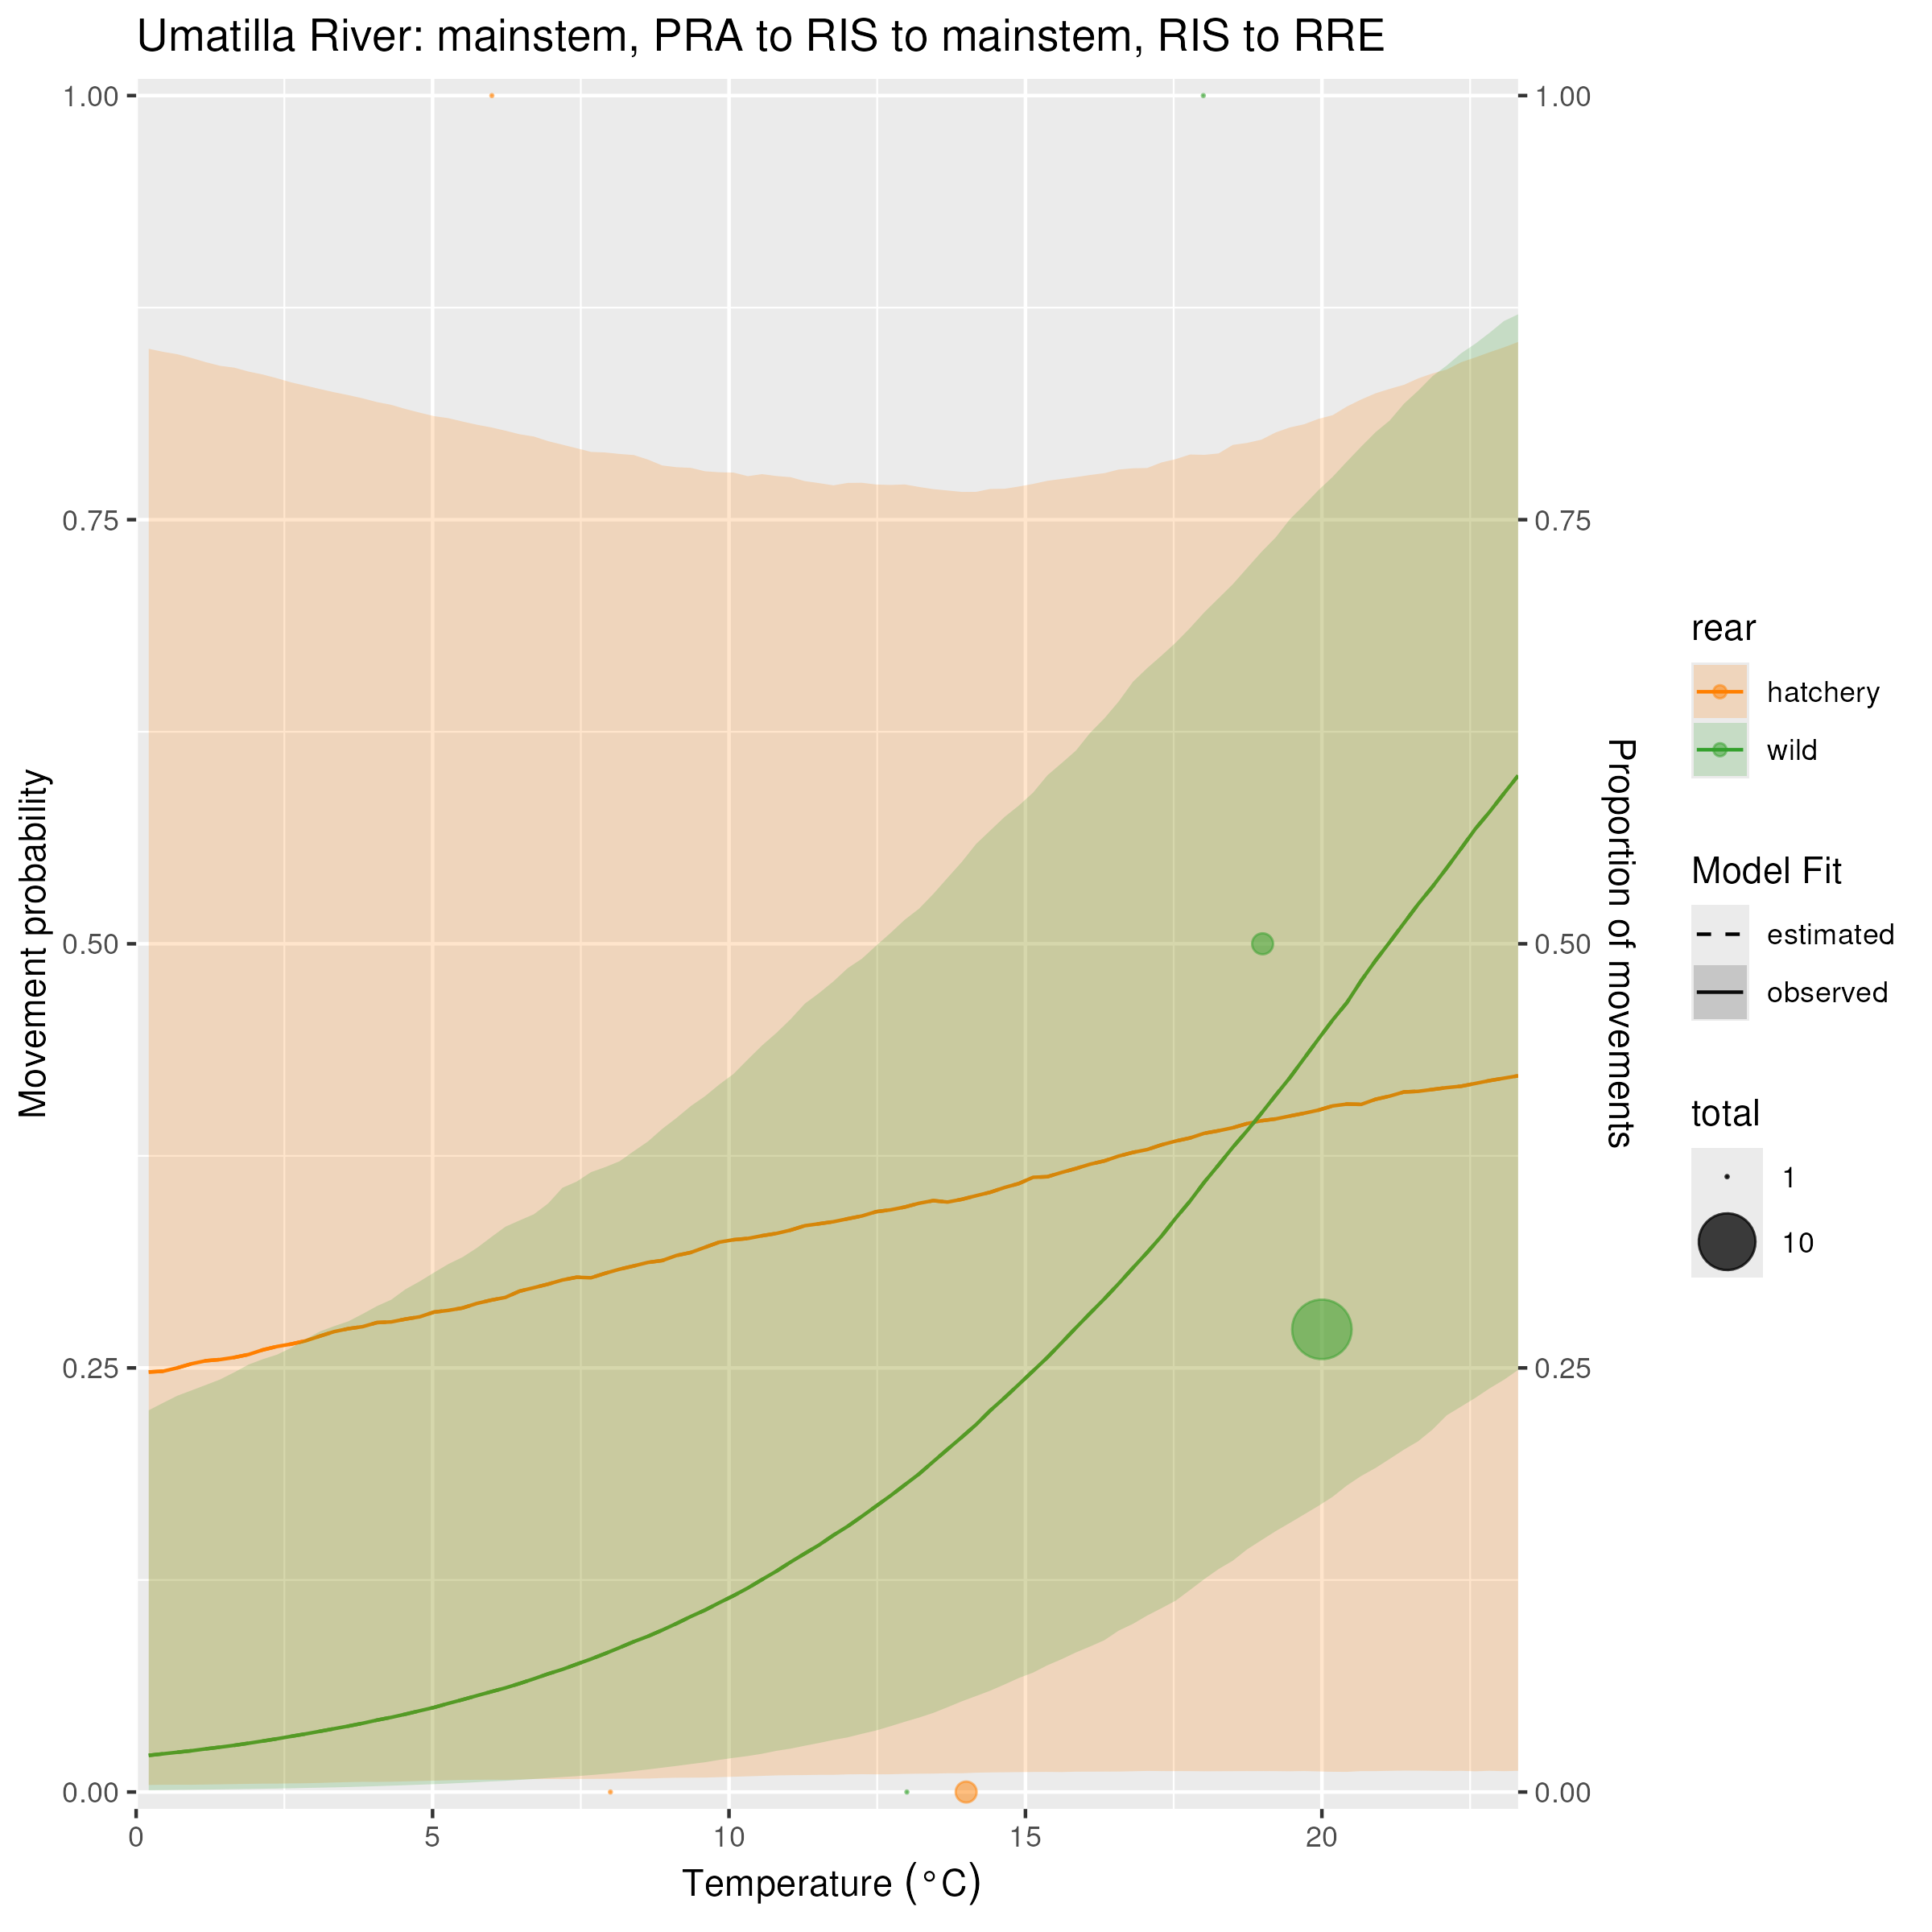 Umatilla River: mainstem, PRA to RIS to mainstem, RIS to RRE
Movement probability
1.00
0.75
0.50
0.25
0.00
0
5
10
15
20
Temperature (°C)
1.00
0.75
0.50
0.25
0.00
Proportion of movements
rear
hatchery
wild
Model Fit
estimated
observed
total
1
10